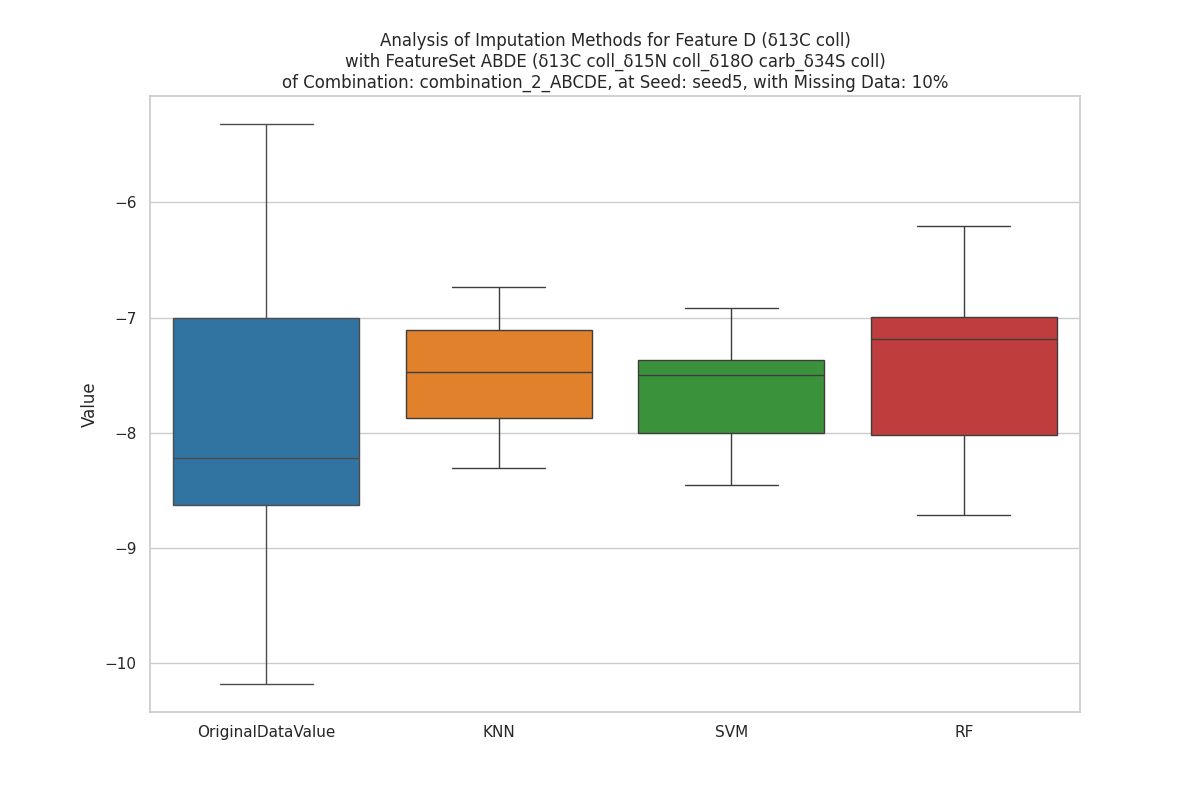 Analysis of Imputation Methods for Feature D (δ13C coll)
with FeatureSet ABDE (δ13C coll_δ15N coll_δ18O carb_δ34S coll)
of Combination: combination_2_ABCDE, at Seed: seed5, with Missing Data: 10%
Value
−6
−7
−8
−9
−10
OriginalDataValue
KNN
SVM
RF